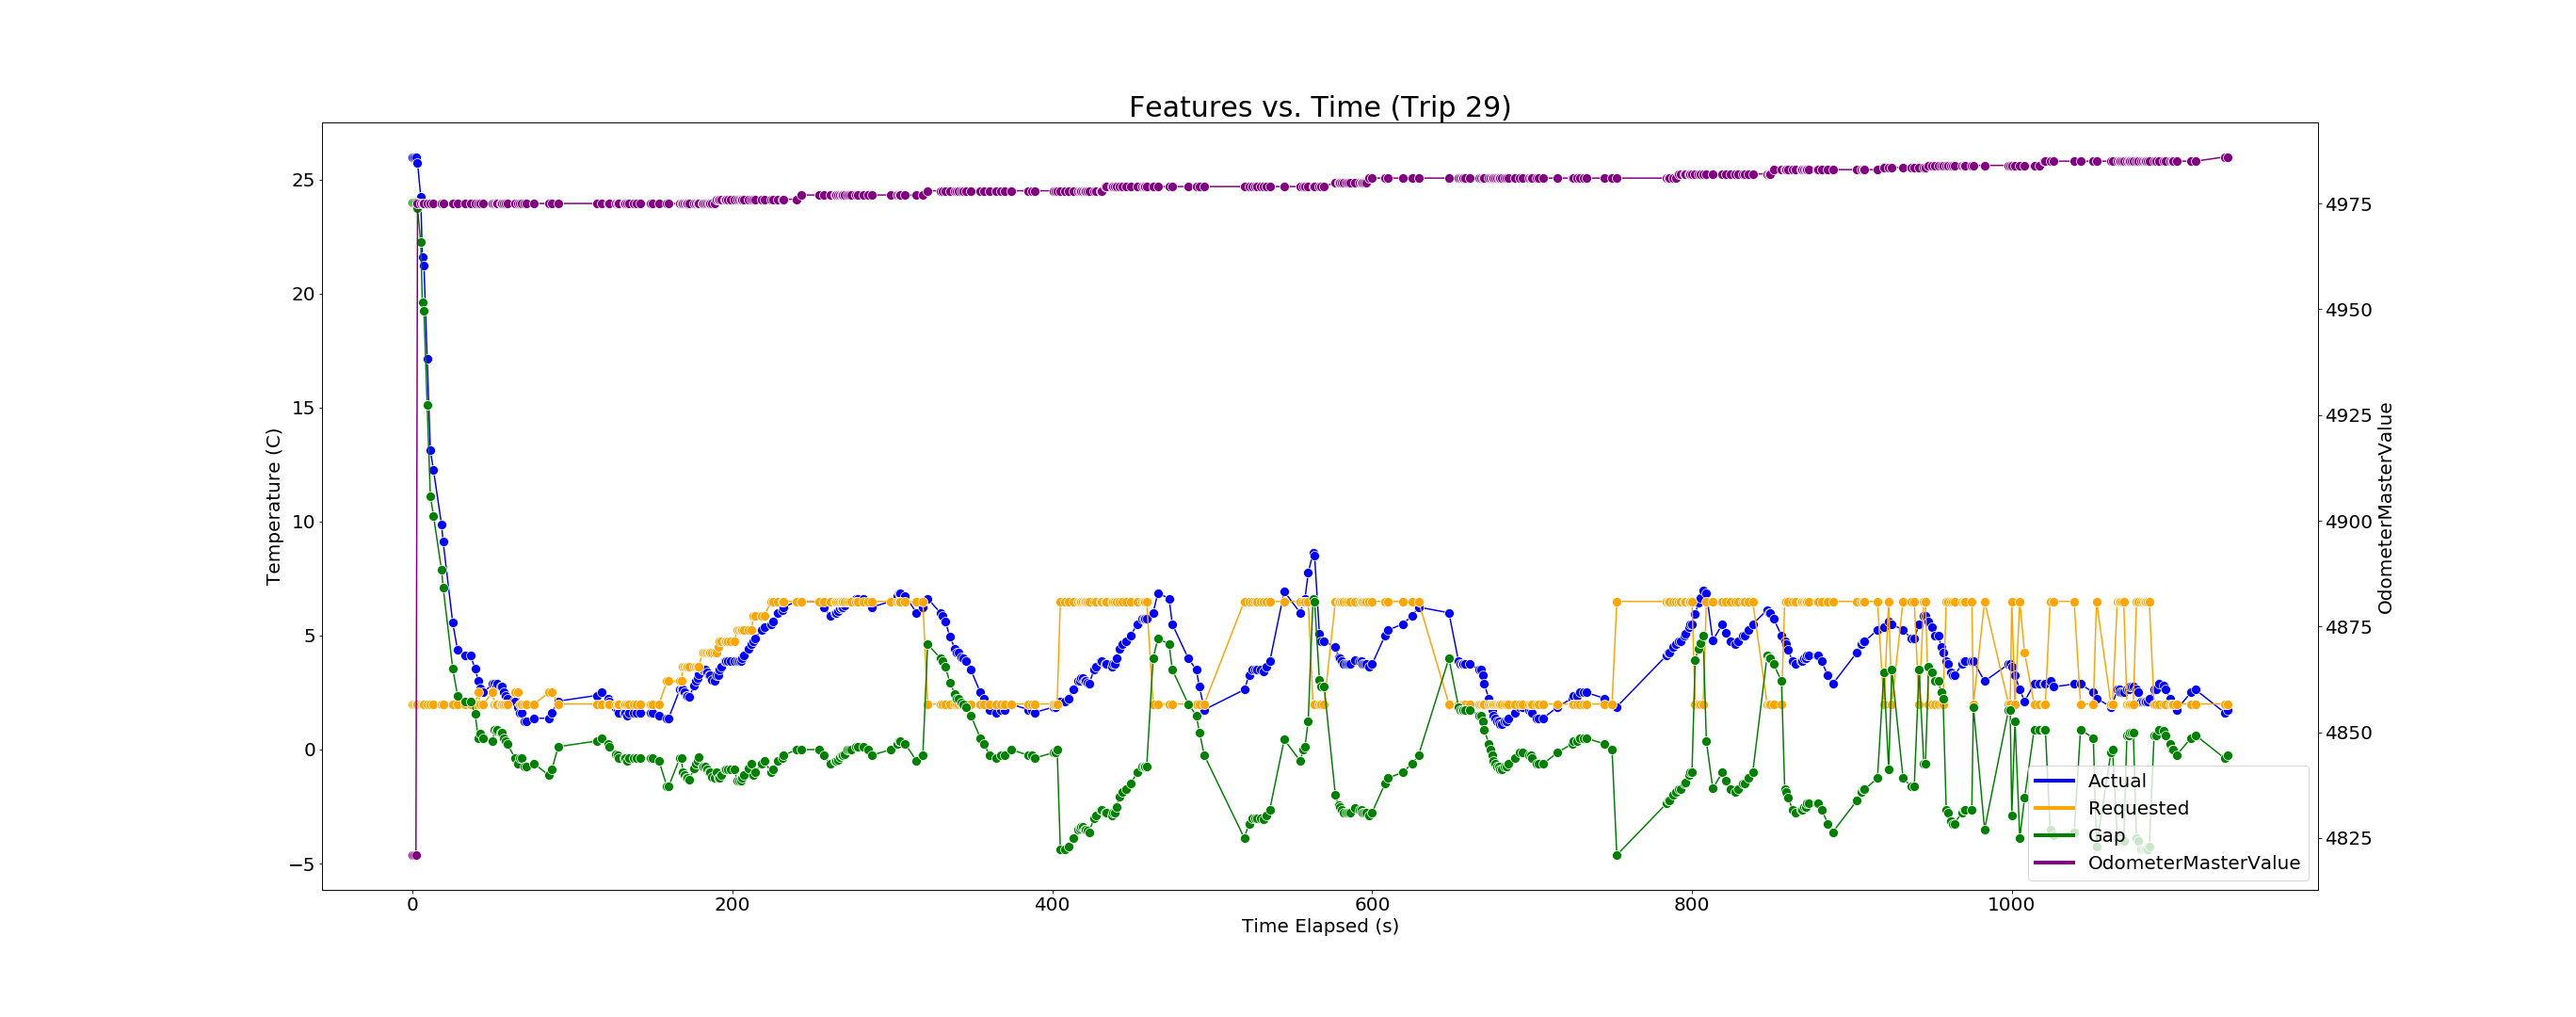 Features vs. Time (Trip 29)
Temperature (C)
25
20
15
10
5
0
−5
4975
4950
4925
4900
4875
4850
4825
OdometerMasterValue
Actual
Requested
Gap
OdometerMasterValue
0
200
400
600
800
1000
Time Elapsed (s)